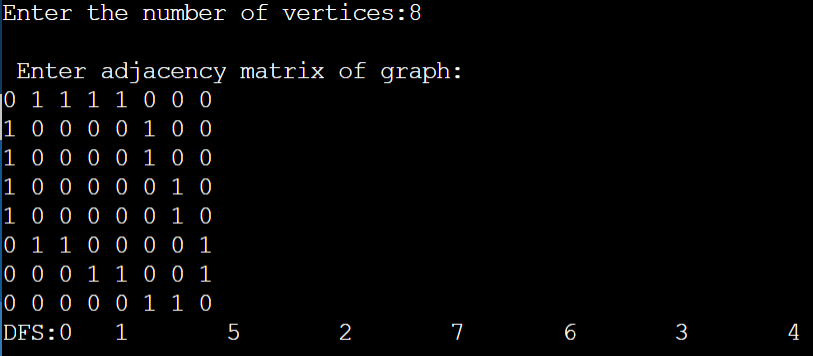 Enter the number of vertices:8
Enter adjacency matrix of graph:
0 1 1 1 1 0 0 0
1 0 0 0 0 1 0 0
1 0 0 0 0 1 0 0
1 0 0 0 0 0 1 0
1 0 0 0 0 0 1 0
0 1 1 0 0 0 0 1
0 0 0 1 1 0 0 1
0 0 0 0 0 1 1 0
DFS:0 1 5 2 7 6 3 4